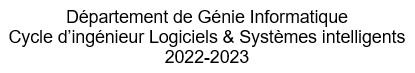 Département de Génie Informatique
Cycle d’ingénieur Logiciels & Systèmes intelligents
2022-2023